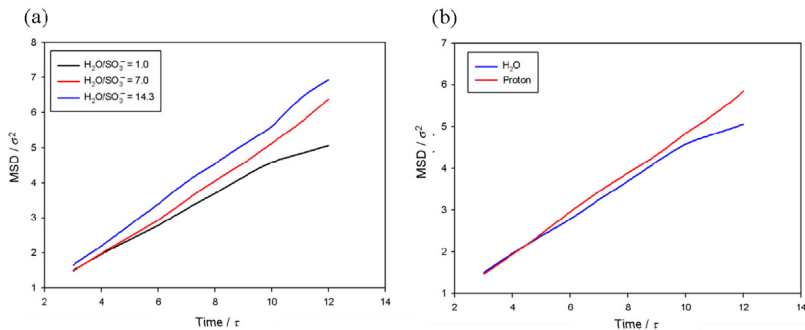 (a)
8
7
6
5
4
3
2
1
MSD / σ²
H₂O/SO₃⁻ = 1.0
H₂O/SO₃⁻ = 7.0
H₂O/SO₃⁻ = 14.3
2 4 6 8 10 12 14
Time / τ
(b)
7
6
5
4
3
2
1
MSD / σ²
H₂O
Proton
2 4 6 8 10 12 14
Time / τ